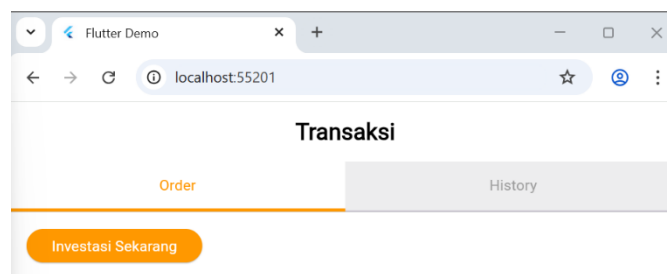 Flutter Demo
localhost:55201
Transaksi
Order History
Investasi Sekarang